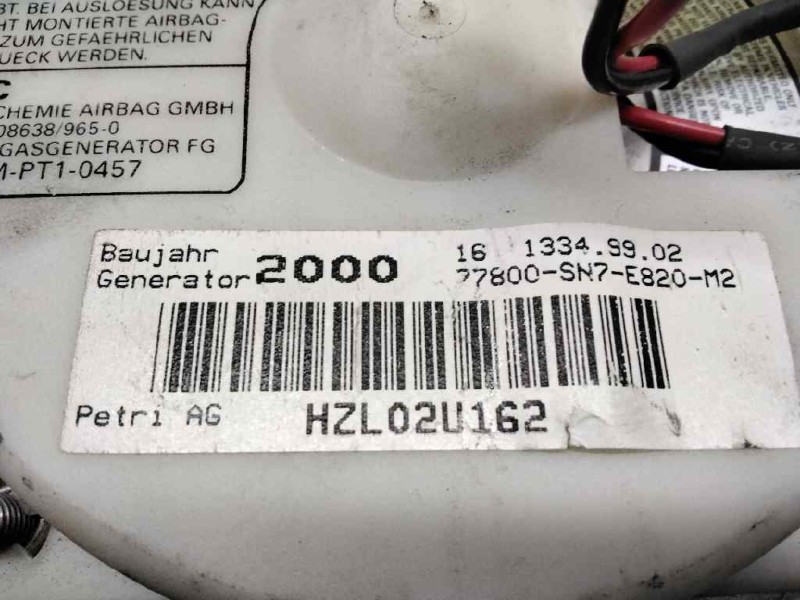 BT. BEI AUSLOESUNG KANN
HT MONTIERTE AIRBAG-
ZUM GEFAEHRLICHEN
UECK WERDEN.
C
CHEMIE AIRBAG GMBH
08638/965-0
GASGENERATOR FG
M-PT1-0457
Baujahr
Generator 2000
16 1334.99.02
77800-SN7-E820-M2
Petri AG HZL02U162